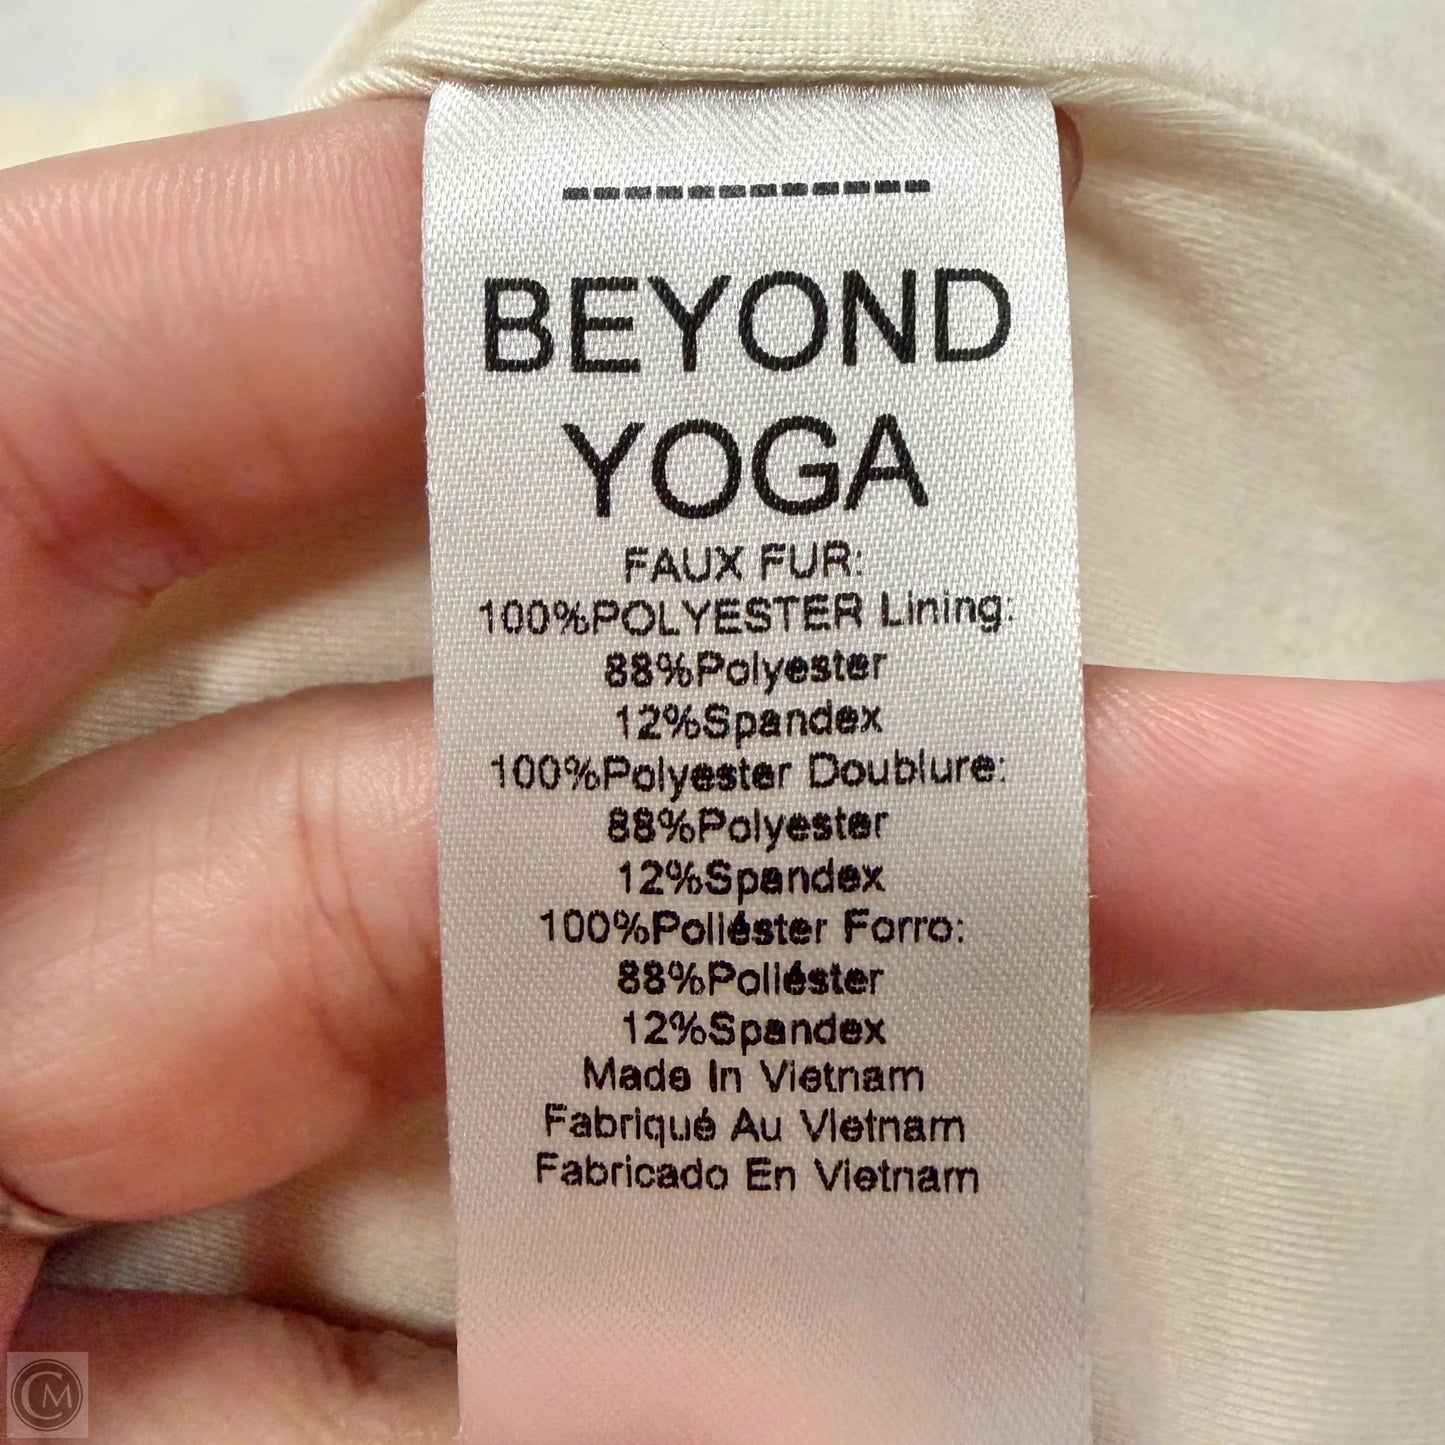 ------------
BEYOND
YOGA
FAUX FUR:
100%POLYESTER Lining:
88%Polyester
12%Spandex
100%Polyester Doublure:
88%Polyester
12%Spandex
100%Poliéster Forro:
88%Poliéster
12%Spandex
Made In Vietnam
Fabriqué Au Vietnam
Fabricado En Vietnam
CM